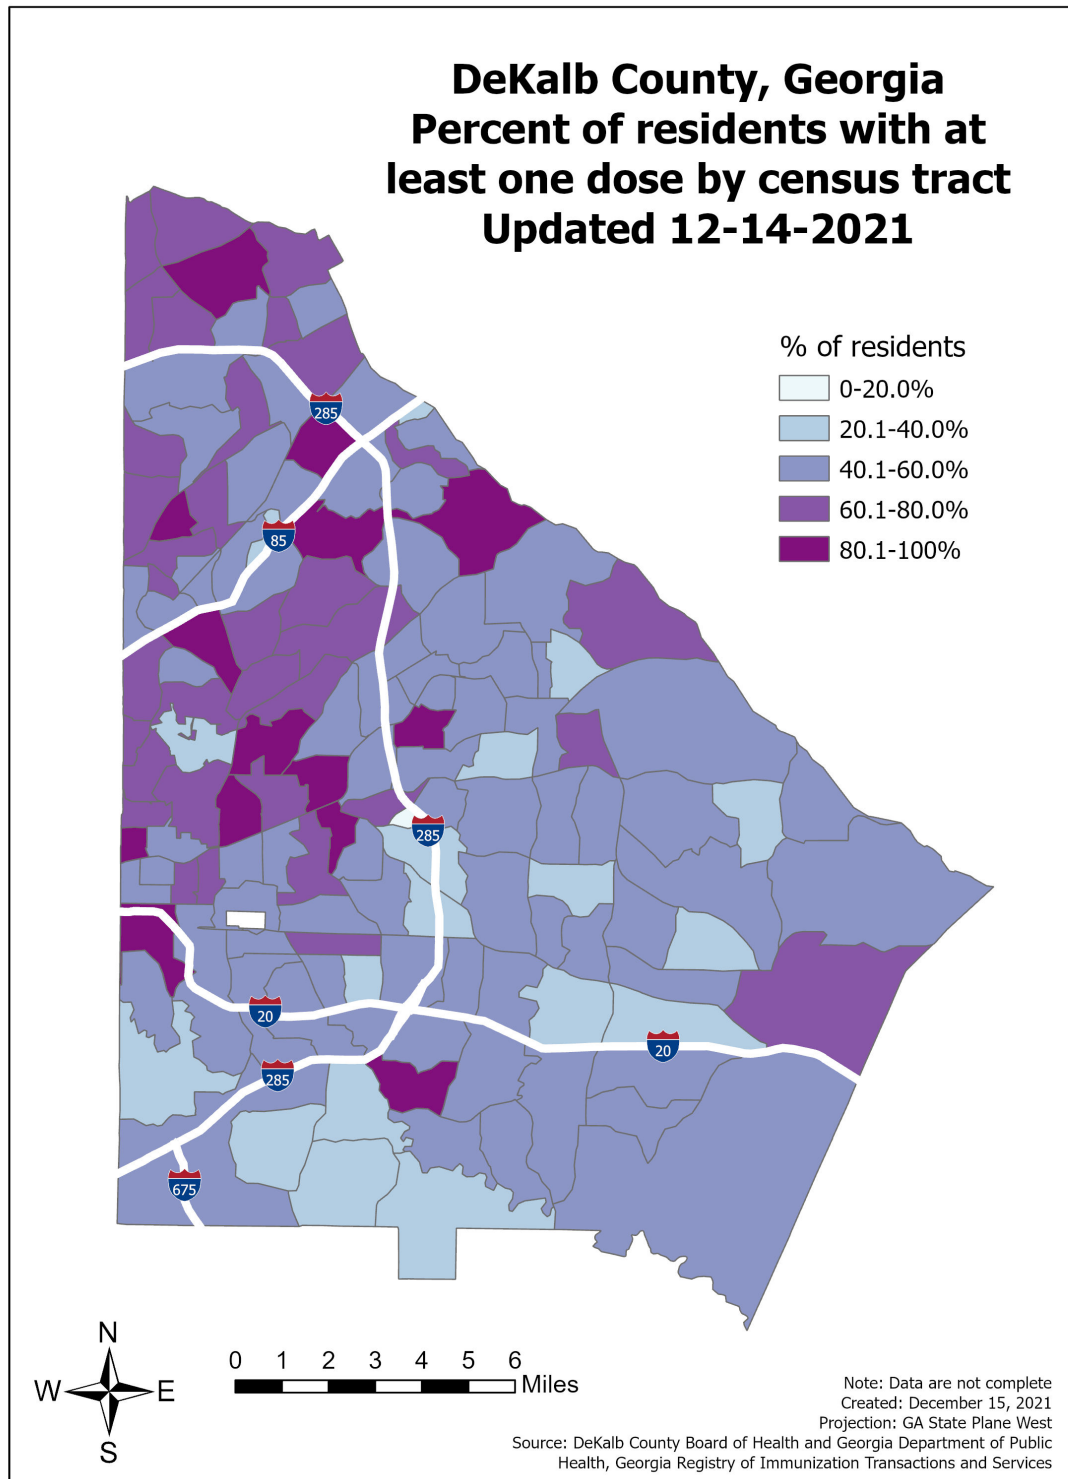 DeKalb County, Georgia
Percent of residents with at
least one dose by census tract
Updated 12-14-2021
% of residents
0-20.0%
20.1-40.0%
40.1-60.0%
60.1-80.0%
80.1-100%
285
85
285
20
20
285
675
N
W E
S
0 1 2 3 4 5 6
Miles
Note: Data are not complete
Created: December 15, 2021
Projection: GA State Plane West
Source: DeKalb County Board of Health and Georgia Department of Public
Health, Georgia Registry of Immunization Transactions and Services